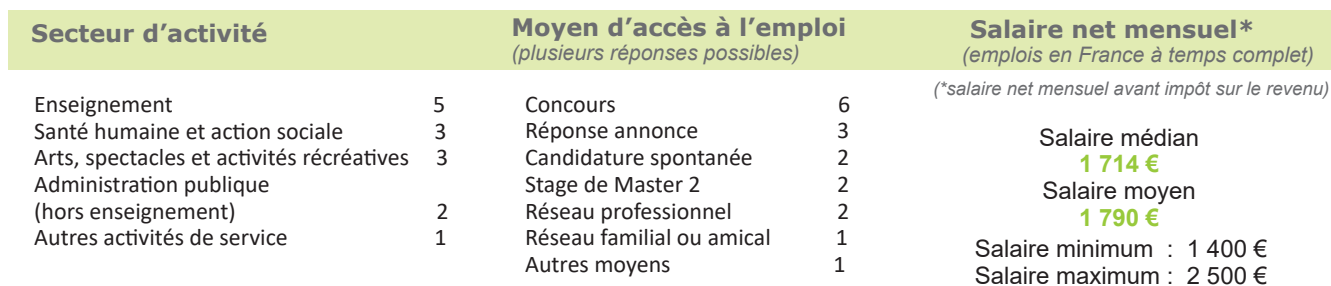 Secteur d’activité
Enseignement 5
Santé humaine et action sociale 3
Arts, spectacles et activités récréatives 3
Administration publique
(hors enseignement) 2
Autres activités de service 1
Moyen d’accès à l’emploi
(plusieurs réponses possibles)
Concours 6
Réponse annonce 3
Candidature spontanée 2
Stage de Master 2 2
Réseau professionnel 2
Réseau familial ou amical 1
Autres moyens 1
Salaire net mensuel*
(emplois en France à temps complet)
(*salaire net mensuel avant impôt sur le revenu)
Salaire médian
1 714 €
Salaire moyen
1 790 €
Salaire minimum : 1 400 €
Salaire maximum : 2 500 €